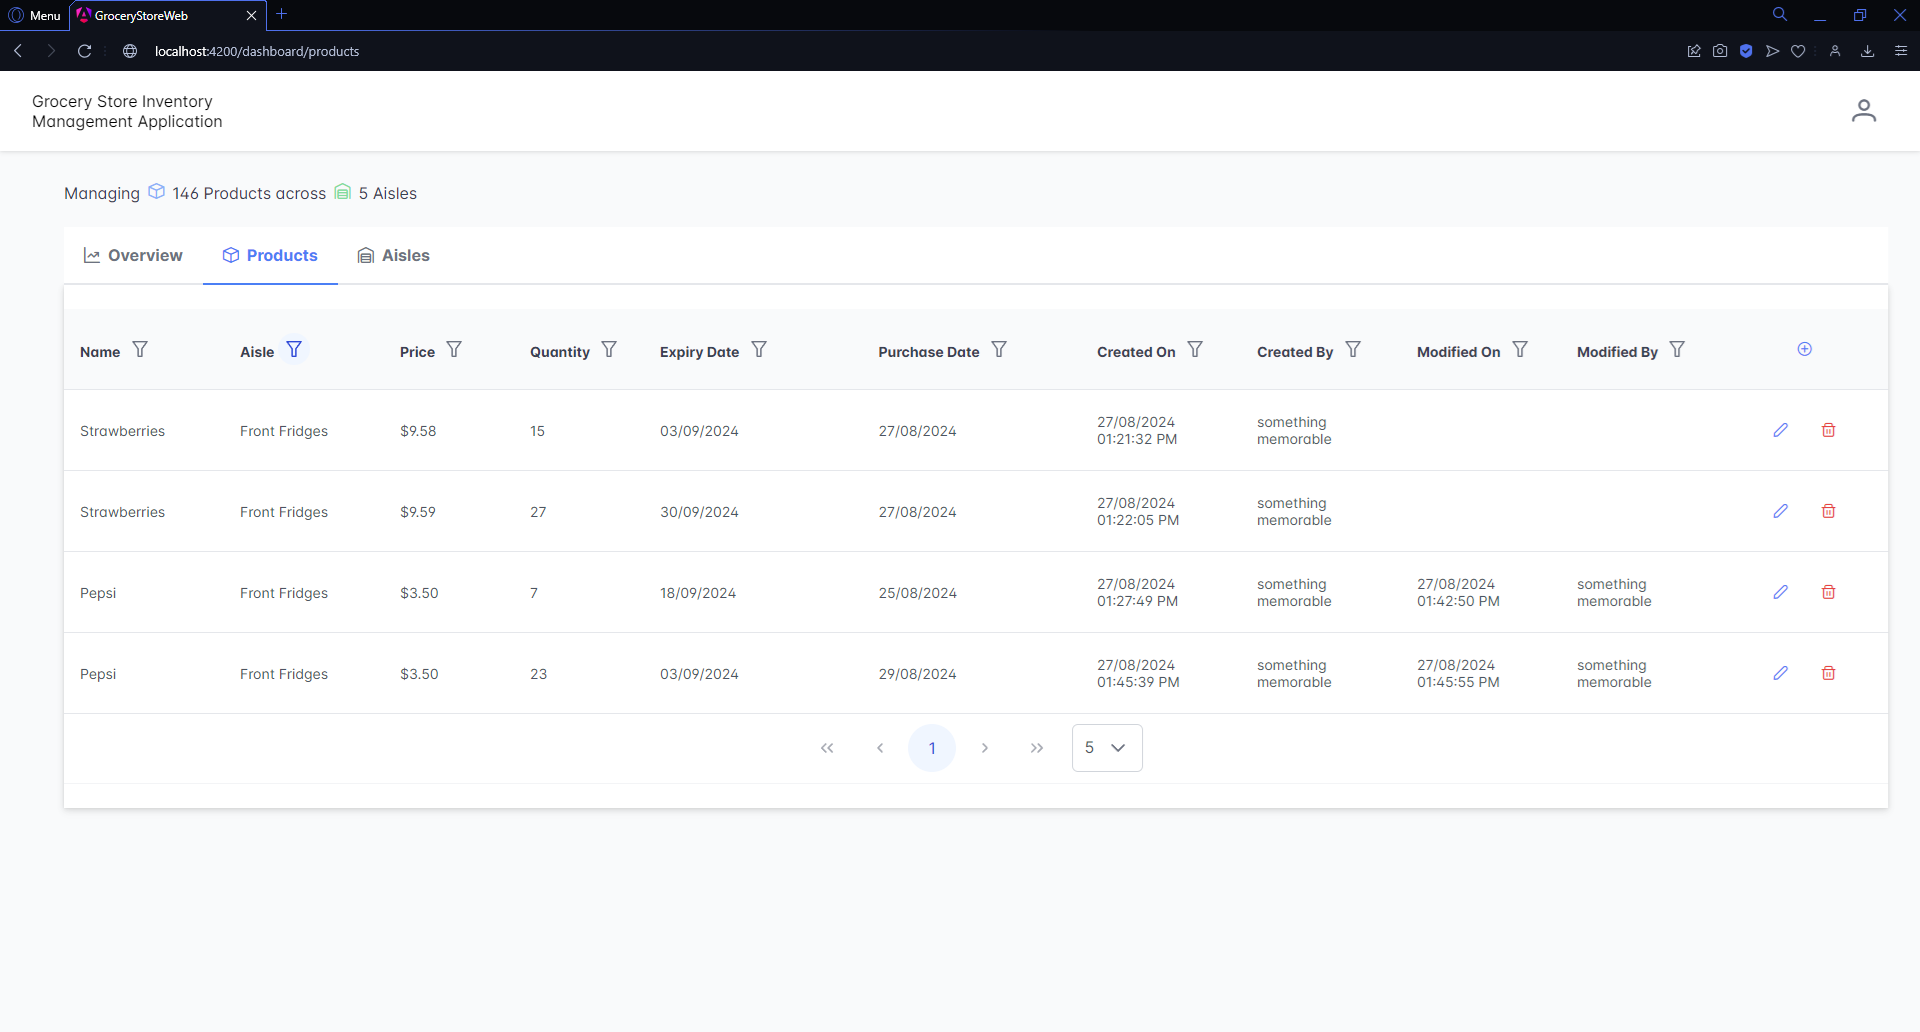 Menu
GroceryStoreWeb
localhost:4200/dashboard/products
Grocery Store Inventory
Management Application
Managing 146 Products across 5 Aisles
Overview Products Aisles
Name Aisle Price Quantity Expiry Date Purchase Date Created On Created By Modified On Modified By
Strawberries Front Fridges $9.58 15 03/09/2024 27/08/2024 27/08/2024 01:21:32 PM something memorable
Strawberries Front Fridges $9.59 27 30/09/2024 27/08/2024 27/08/2024 01:22:05 PM something memorable
Pepsi Front Fridges $3.50 7 18/09/2024 25/08/2024 27/08/2024 01:27:49 PM something memorable 27/08/2024 01:42:50 PM something memorable
Pepsi Front Fridges $3.50 23 03/09/2024 29/08/2024 27/08/2024 01:45:39 PM something memorable 27/08/2024 01:45:55 PM something memorable
1 5